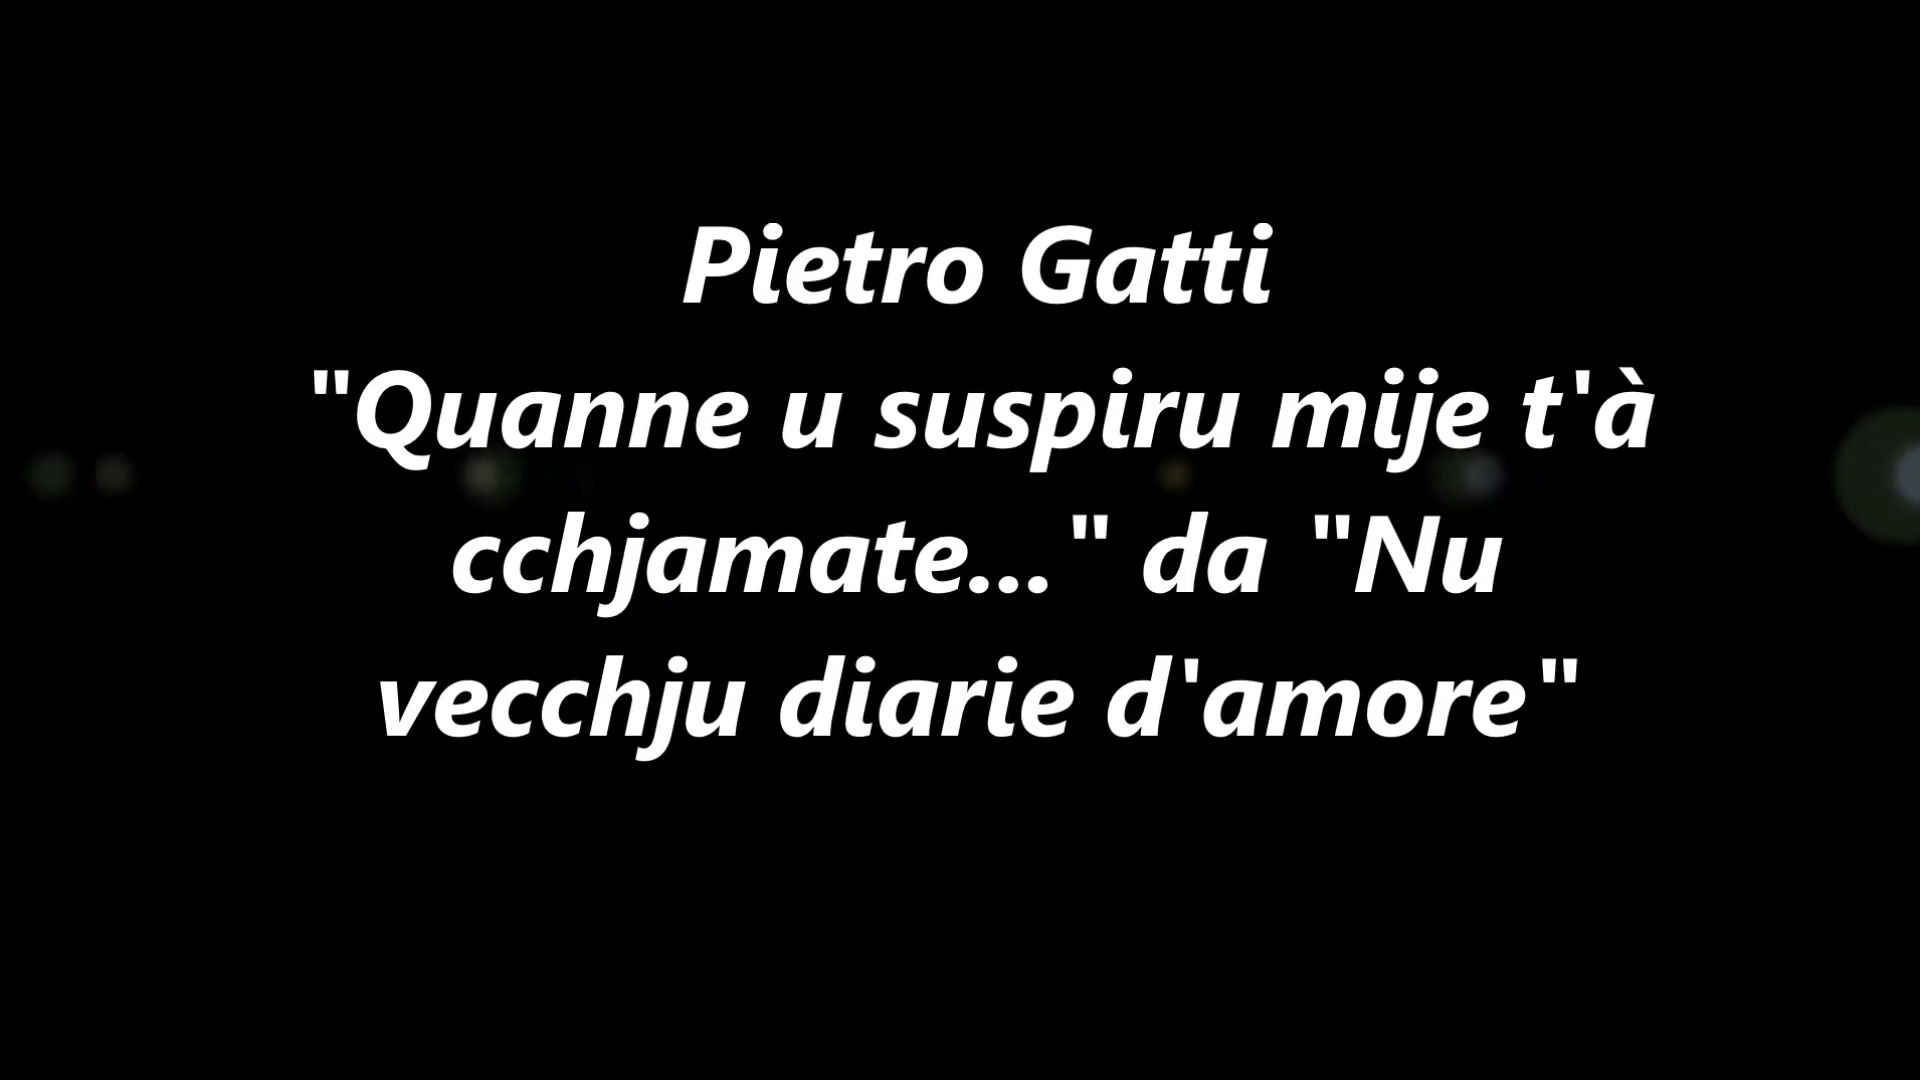 Pietro Gatti
"Quanne u suspiru mije t'à
cchjamate..." da "Nu
vecchju diarie d'amore"